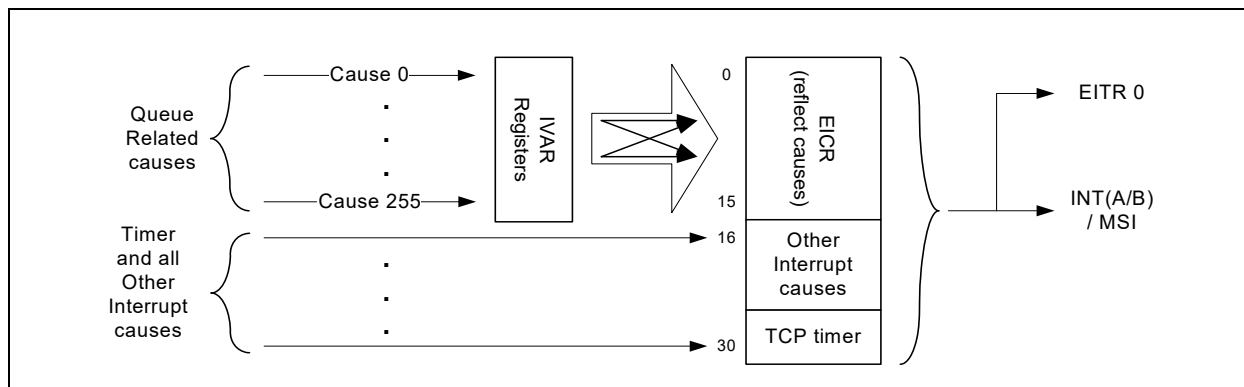 Queue
Related
causes
Cause 0
.
.
.
Cause 255
IVAR
Registers
0
15
EICR
(reflect causes)
EITR 0
INT(A/B)
/ MSI
Timer
and all
Other
Interrupt
causes
.
.
.
16
30
Other
Interrupt
causes
TCP timer